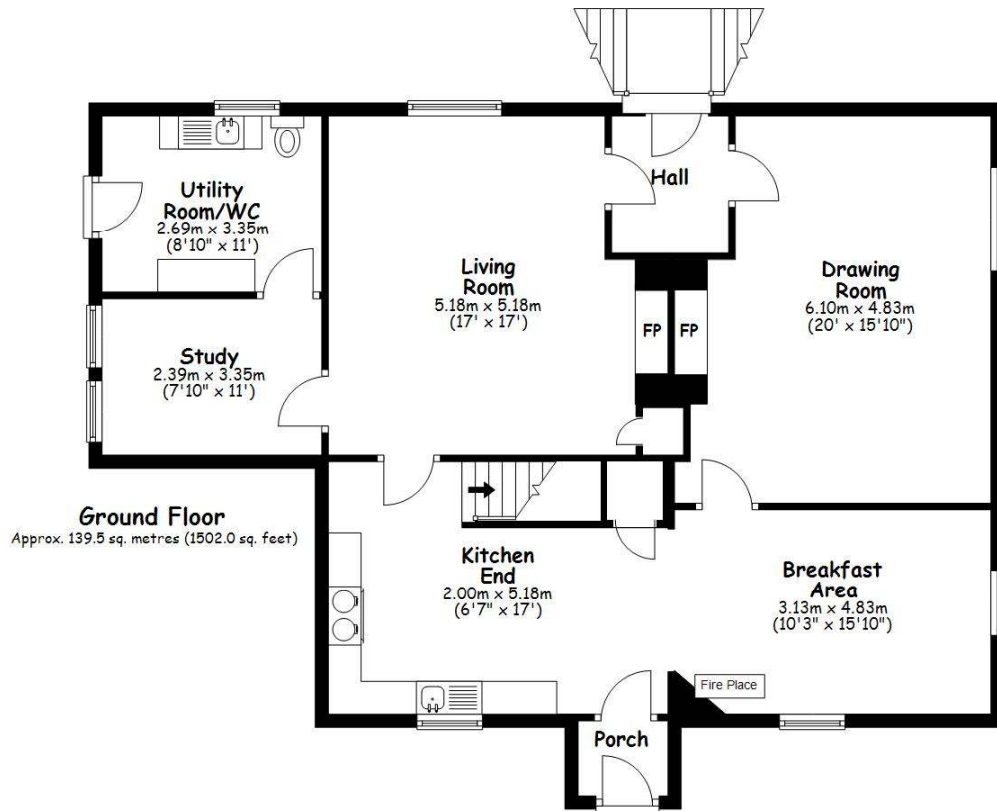 Utility
Room/WC
2.69m x 3.35m
(8'10" x 11')
Hall
Living
Room
5.18m x 5.18m
(17' x 17')
Drawing
Room
6.10m x 4.83m
(20' x 15'10")
FP
FP
Study
2.39m x 3.35m
(7'10" x 11')
Ground Floor
Approx. 139.5 sq. metres (1502.0 sq. feet)
Kitchen
End
2.00m x 5.18m
(6'7" x 17')
Breakfast
Area
3.13m x 4.83m
(10'3" x 15'10")
Fire Place
Porch